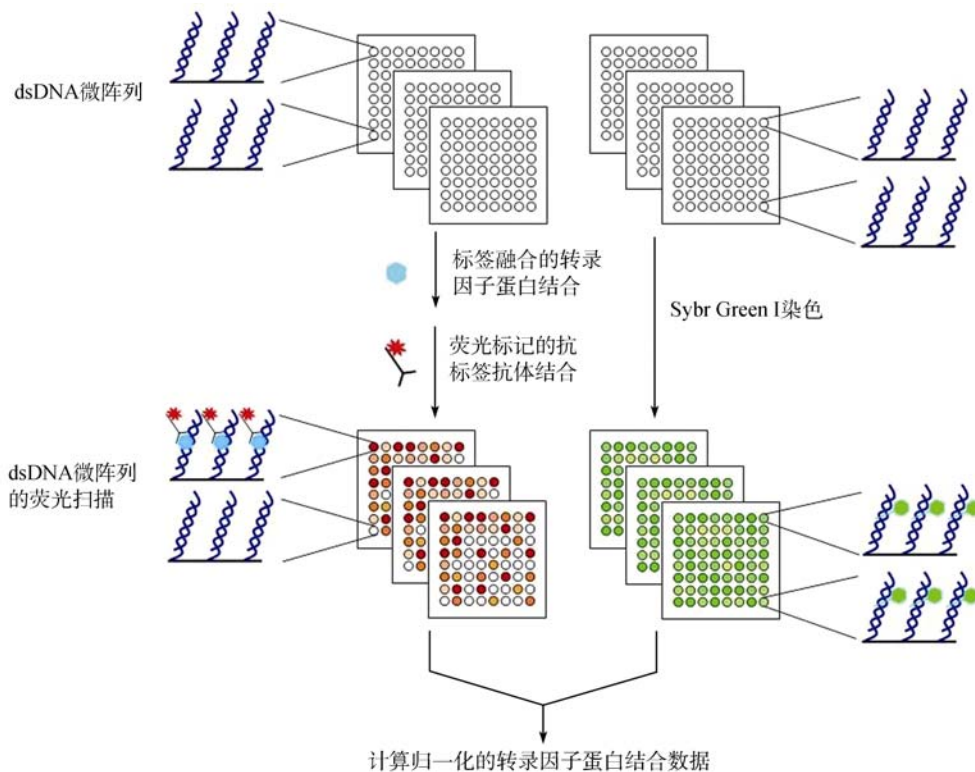 dsDNA微阵列
标签融合的转录
因子蛋白结合
Sybr Green I染色
荧光标记的抗
标签抗体结合
dsDNA微阵列
的荧光扫描
计算归一化的转录因子蛋白结合数据